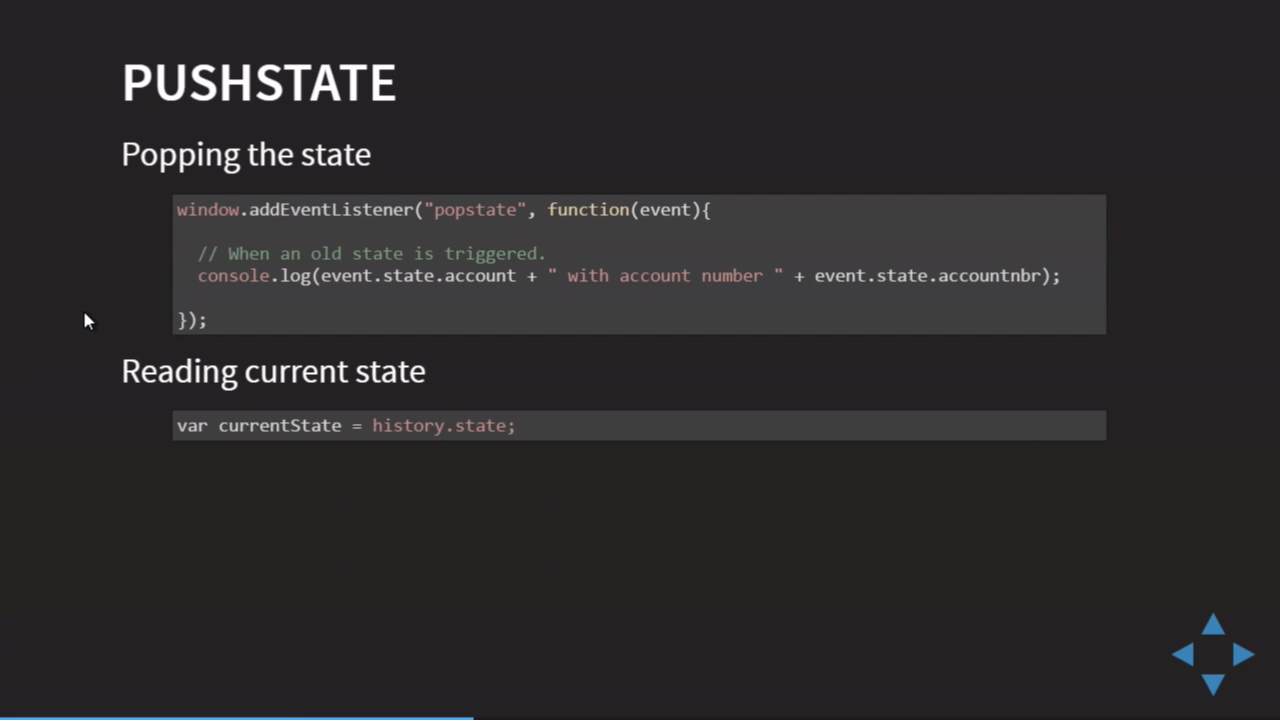 PUSHSTATE
Popping the state
window.addEventListener("popstate", function(event){
// When an old state is triggered.
console.log(event.state.account + " with account number " + event.state.accountnbr);
});
Reading current state
var currentState = history.state;